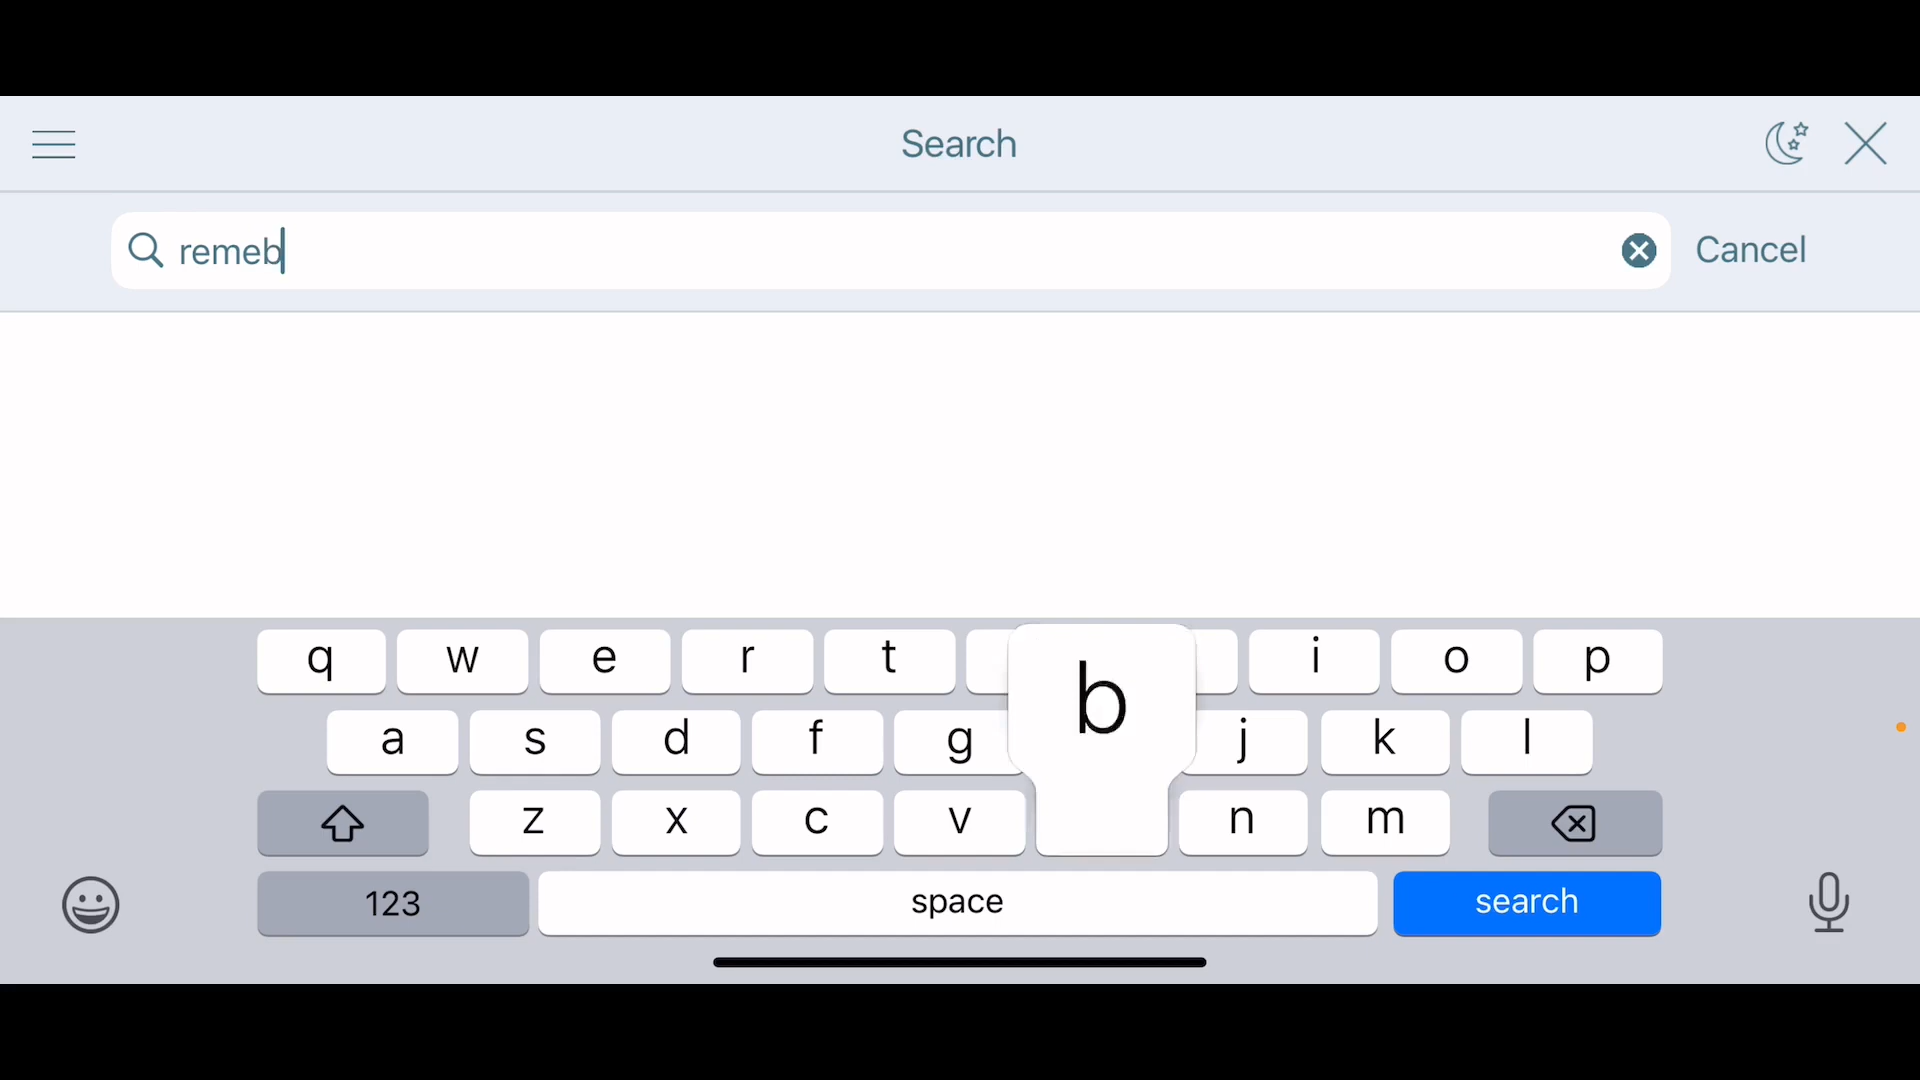 Search
remeb
Cancel
q w e r t i o p
b
a s d f g j k l
z x c v n m
123 space search